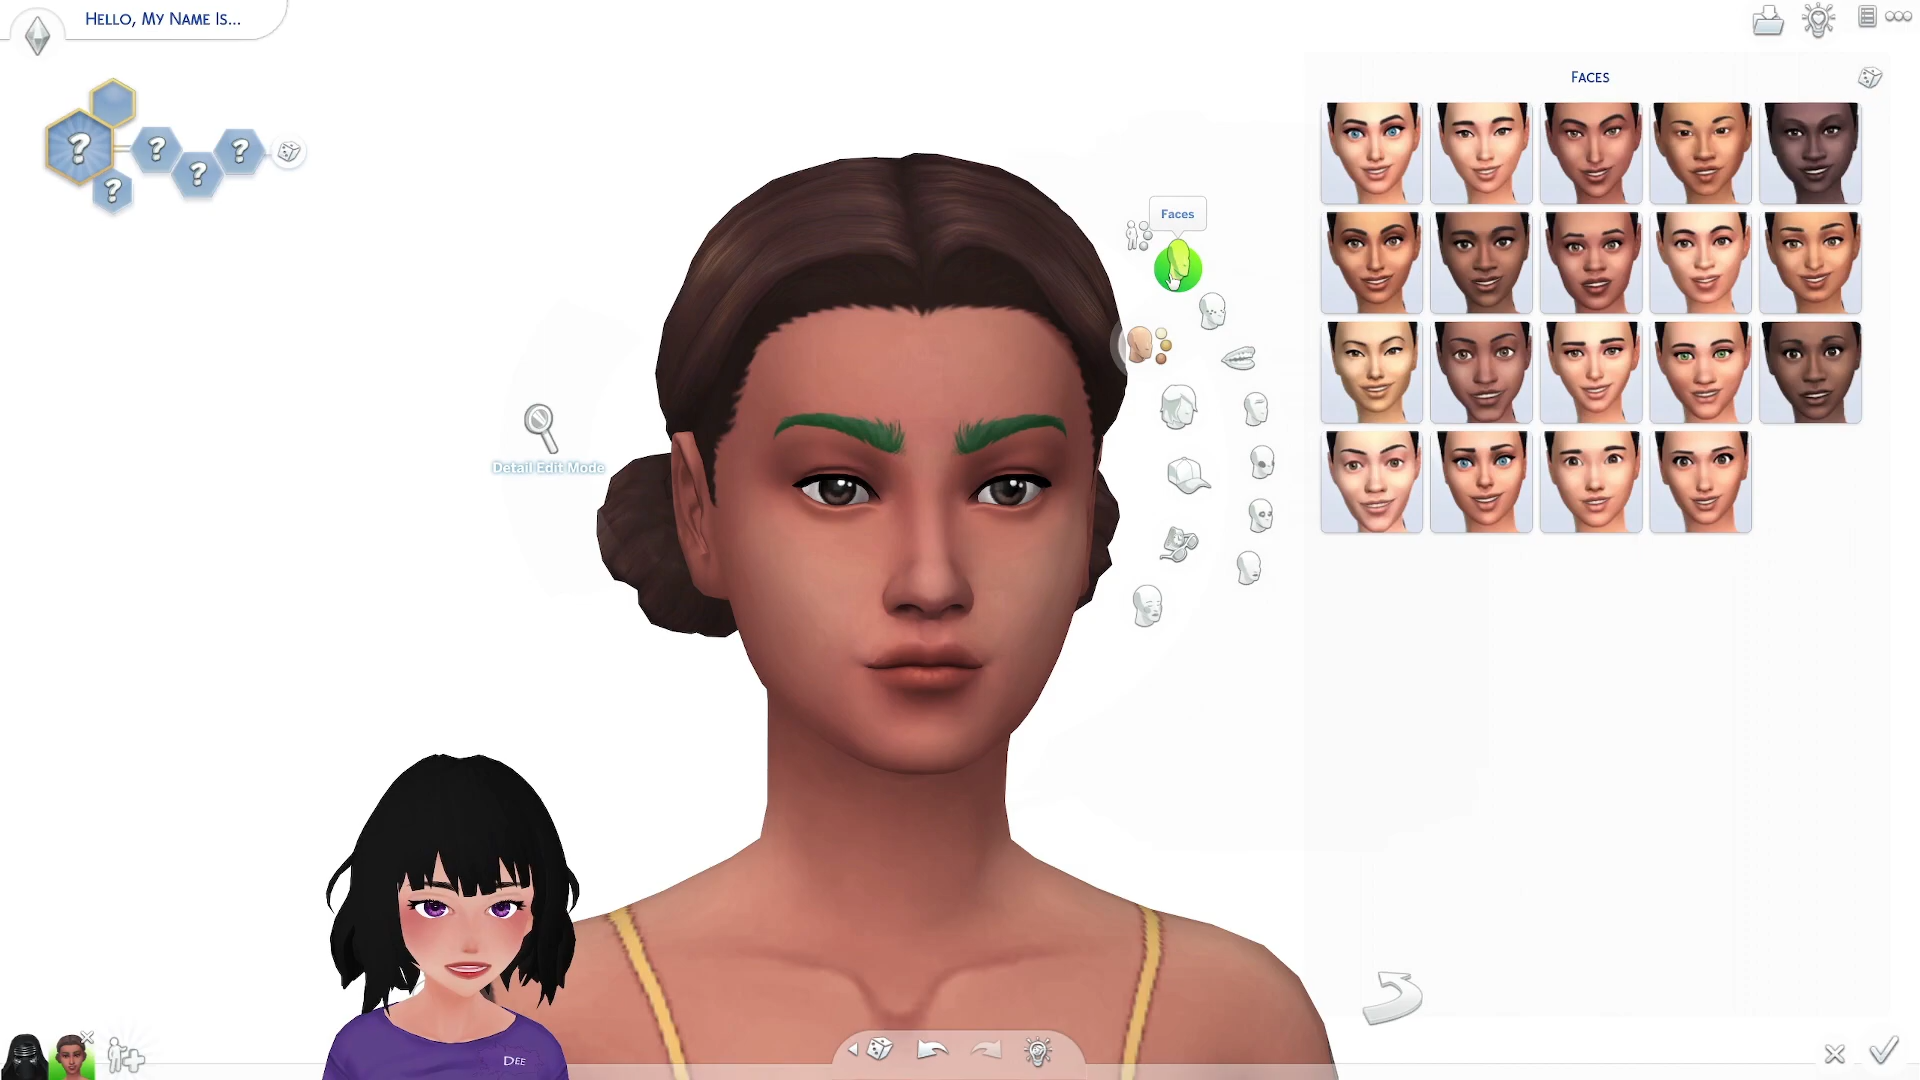 Hello, My Name Is...
Faces
Faces
?
?
?
?
?
Detail Edit Mode
Dee